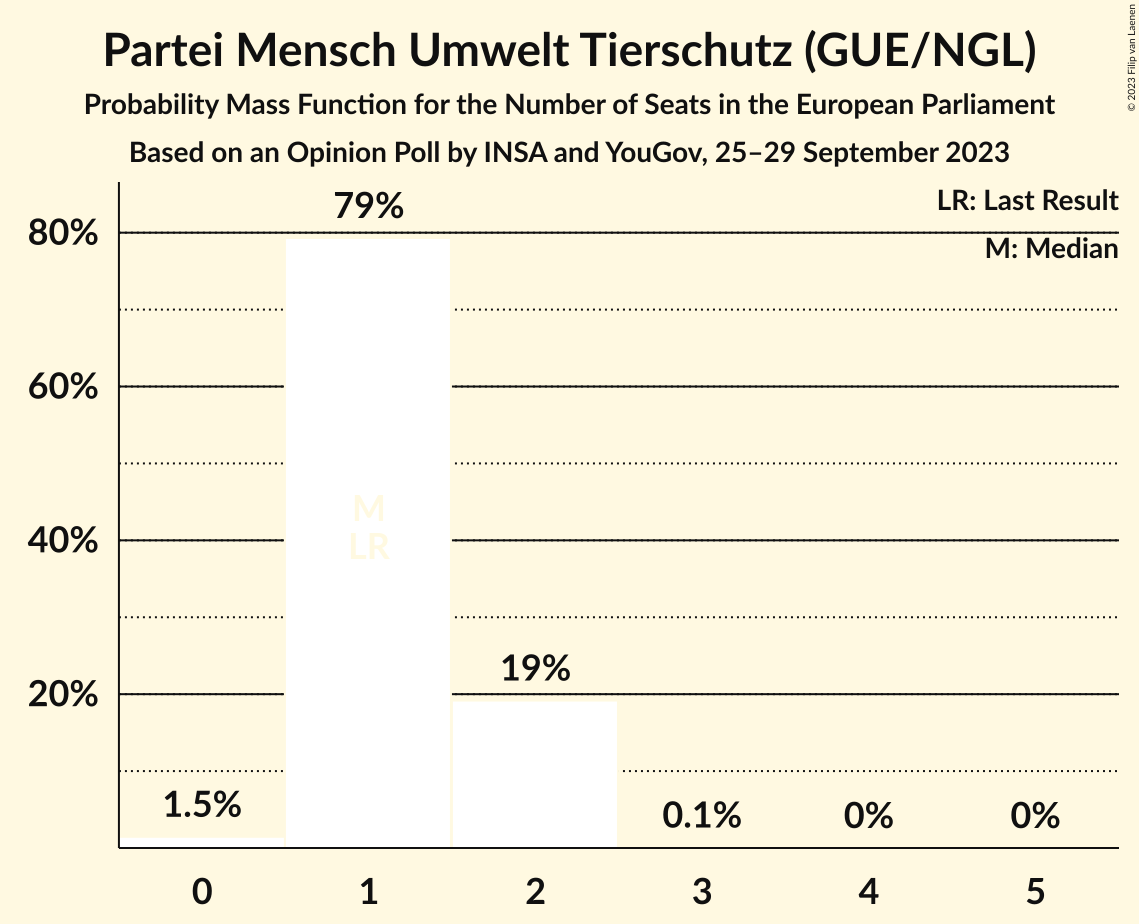 Partei Mensch Umwelt Tierschutz (GUE/NGL)
Probability Mass Function for the Number of Seats in the European Parliament
Based on an Opinion Poll by INSA and YouGov, 25–29 September 2023
© 2023 Filip van Laenen
LR: Last Result
M: Median
80%
60%
40%
20%
1.5%
79%
M
LR
19%
0.1%
0%
0%
0 1 2 3 4 5